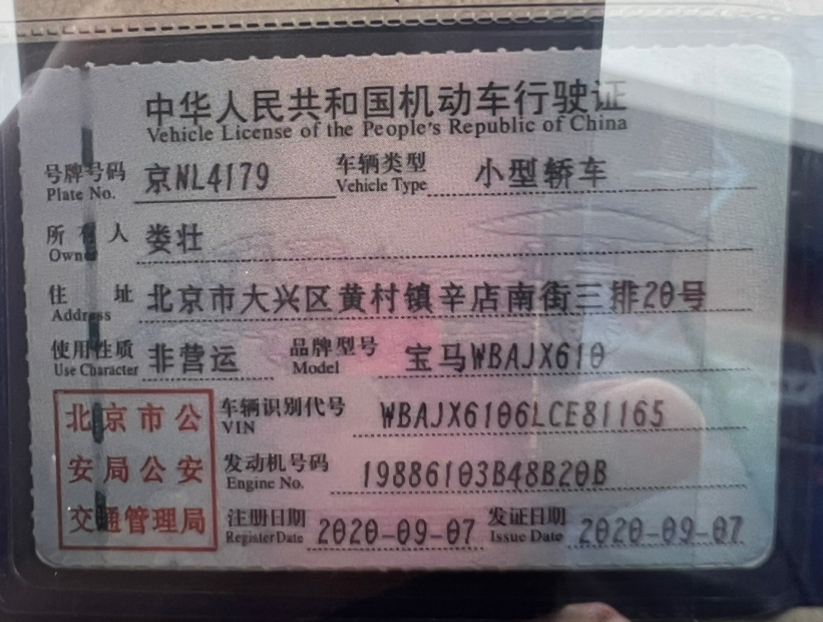 中华人民共和国机动车行驶证
Vehicle License of the People's Republic of China
号牌号码 京NL4179 车辆类型 小型轿车
Plate No. Vehicle Type
所有人 娄壮
Owner
住址 北京市大兴区黄村镇辛店南街三排20号
Address
使用性质 非营运 品牌型号 宝马WBAJX610
Use Character Model
车辆识别代号 WBAJX6106LCE81165
VIN
发动机号码 19886103B48B20B
Engine No.
注册日期 2020-09-07 发证日期 2020-09-07
Register Date Issue Date
北京市公
安局公安
交通管理局